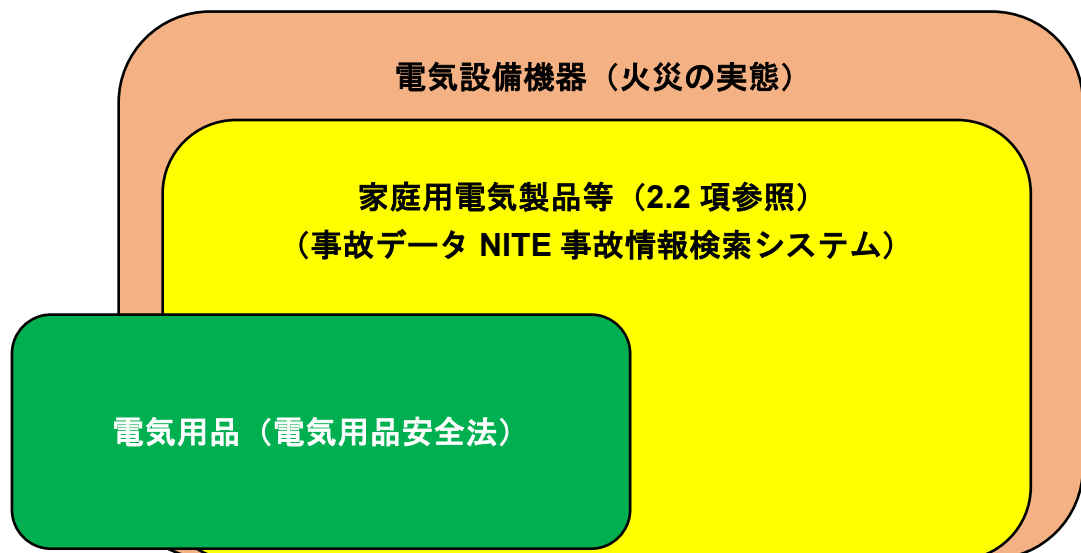 電気設備機器（火災の実態）
家庭用電気製品等（2.2 項参照）
（事故データ NITE 事故情報検索システム）
電気用品（電気用品安全法）